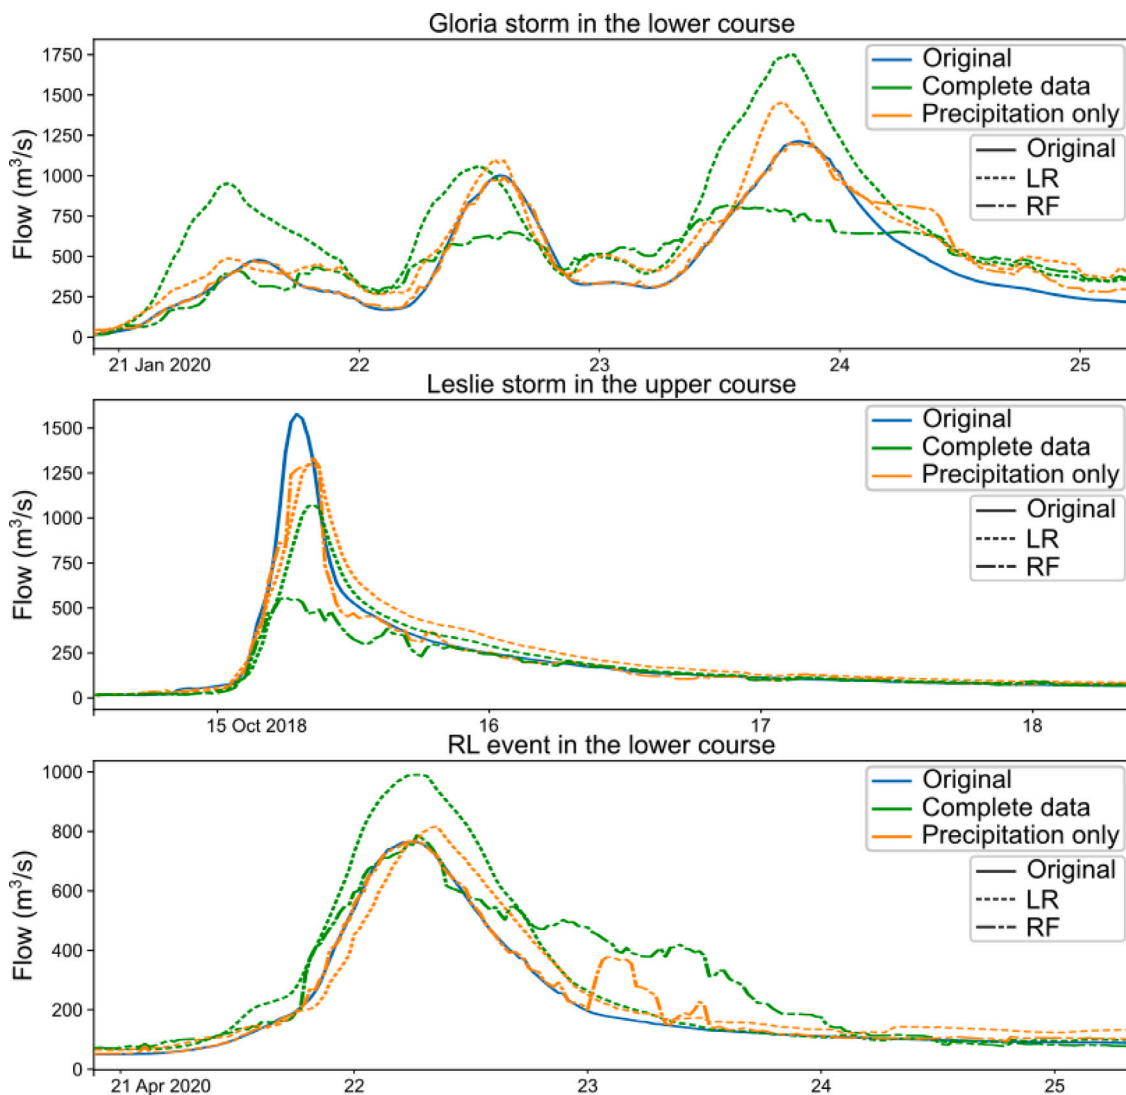 Gloria storm in the lower course
Flow (m³/s)
1750
1500
1250
1000
750
500
250
0
Original
Complete data
Precipitation only
Original
LR
RF
21 Jan 2020
22
23
24
25
Leslie storm in the upper course
Flow (m³/s)
1500
1250
1000
750
500
250
0
Original
Complete data
Precipitation only
Original
LR
RF
15 Oct 2018
16
17
18
RL event in the lower course
Flow (m³/s)
1000
800
600
400
200
0
Original
Complete data
Precipitation only
Original
LR
RF
21 Apr 2020
22
23
24
25